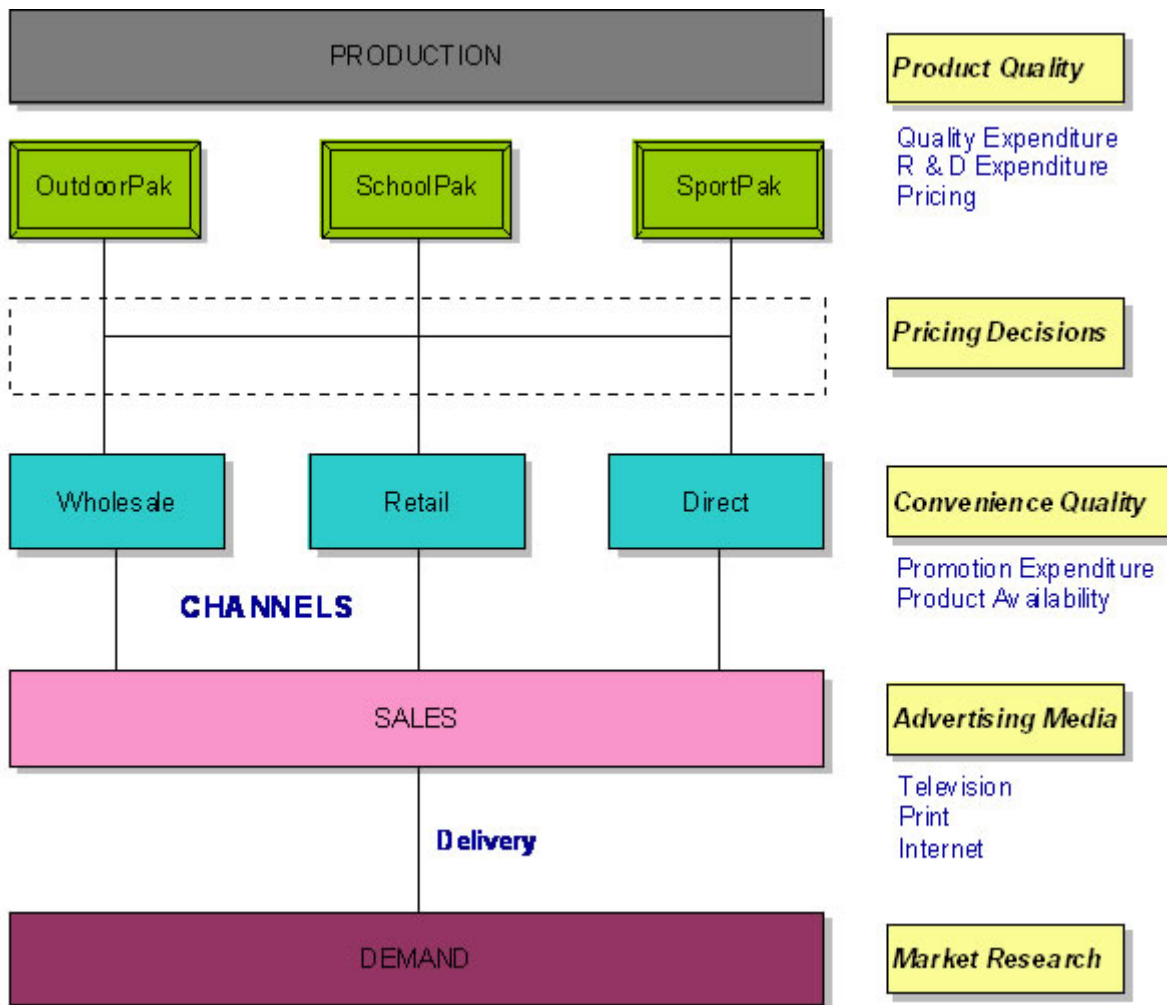 PRODUCTION
Product Quality
Quality Expenditure
R & D Expenditure
Pricing
OutdoorPak
SchoolPak
SportPak
Pricing Decisions
Wholesale
Retail
Direct
Convenience Quality
Promotion Expenditure
Product Availability
CHANNELS
SALES
Advertising Media
Television
Print
Internet
Delivery
DEMAND
Market Research